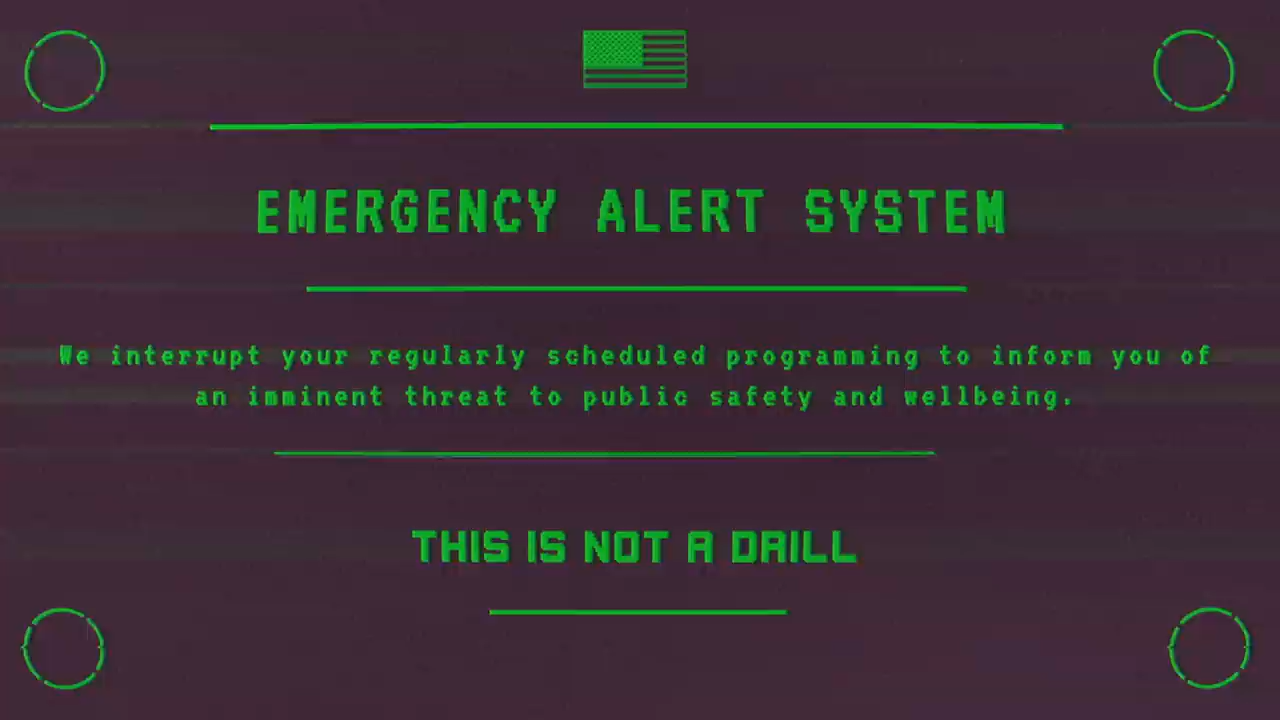 EMERGENCY ALERT SYSTEM
We interrupt your regularly scheduled programming to inform you of
an imminent threat to public safety and wellbeing.
THIS IS NOT A DRILL